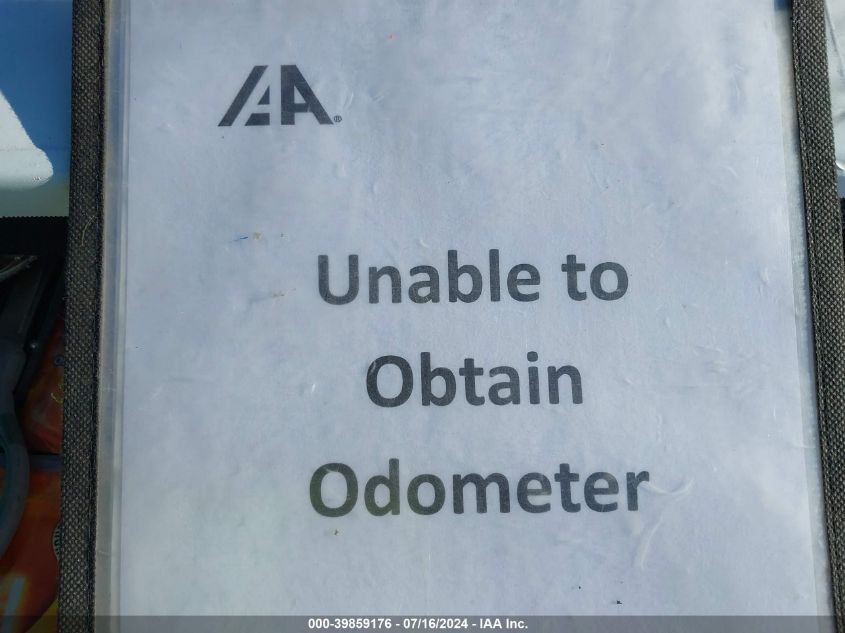 IAA®
Unable to
Obtain
Odometer
000-39859176 - 07/16/2024 - IAA Inc.